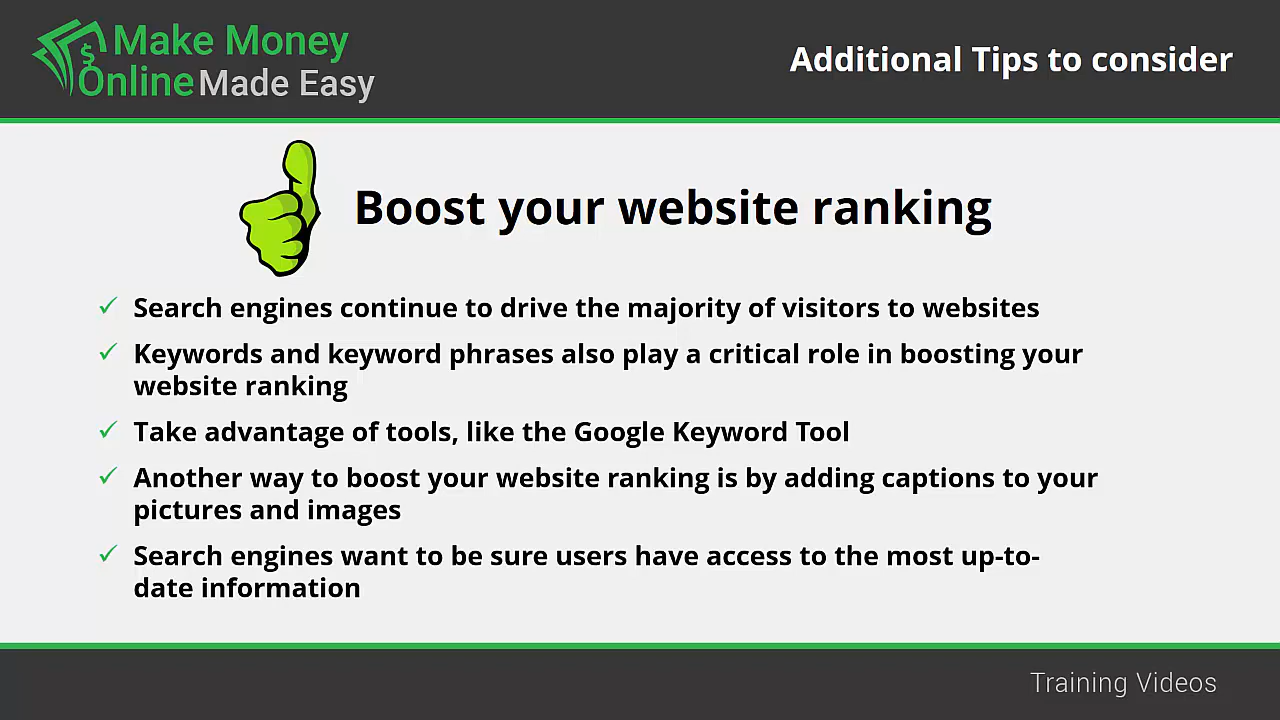 Make Money
Online Made Easy
Additional Tips to consider
Boost your website ranking
✓ Search engines continue to drive the majority of visitors to websites
✓ Keywords and keyword phrases also play a critical role in boosting your
website ranking
✓ Take advantage of tools, like the Google Keyword Tool
✓ Another way to boost your website ranking is by adding captions to your
pictures and images
✓ Search engines want to be sure users have access to the most up-to-
date information
Training Videos